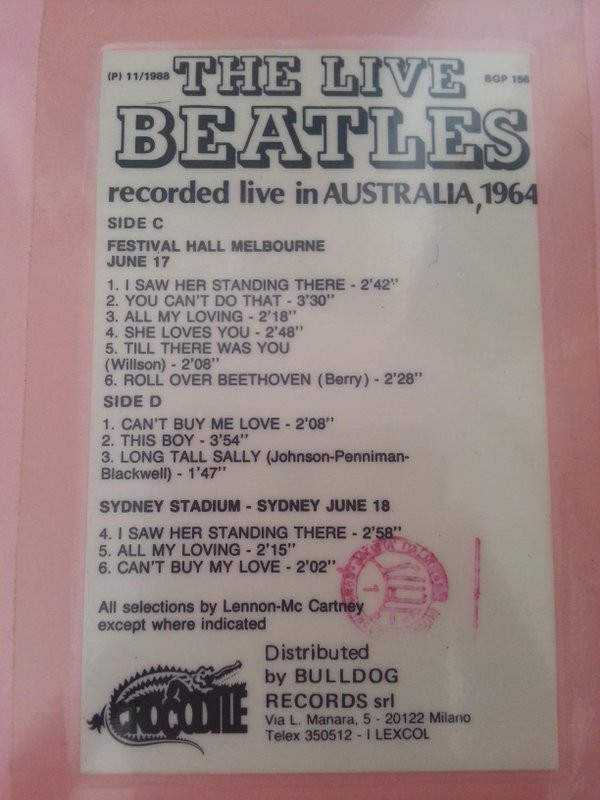 (P) 11/1988 THE LIVE BGP 156
BEATLES
recorded live in AUSTRALIA, 1964
SIDE C
FESTIVAL HALL MELBOURNE
JUNE 17
1. I SAW HER STANDING THERE - 2'42''
2. YOU CAN'T DO THAT - 3'30''
3. ALL MY LOVING - 2'18''
4. SHE LOVES YOU - 2'48''
5. TILL THERE WAS YOU
(Willson) - 2'08''
6. ROLL OVER BEETHOVEN (Berry) - 2'28''
SIDE D
1. CAN'T BUY ME LOVE - 2'08''
2. THIS BOY - 3'54''
3. LONG TALL SALLY (Johnson-Penniman-
Blackwell) - 1'47''
SYDNEY STADIUM - SYDNEY JUNE 18
4. I SAW HER STANDING THERE - 2'58''
5. ALL MY LOVING - 2'15''
6. CAN'T BUY MY LOVE - 2'02''
All selections by Lennon-Mc Cartney
except where indicated
CROCODILE
Distributed
by BULLDOG
RECORDS srl
Via L. Manara, 5 - 20122 Milano
Telex 350512 - I LEXCOL